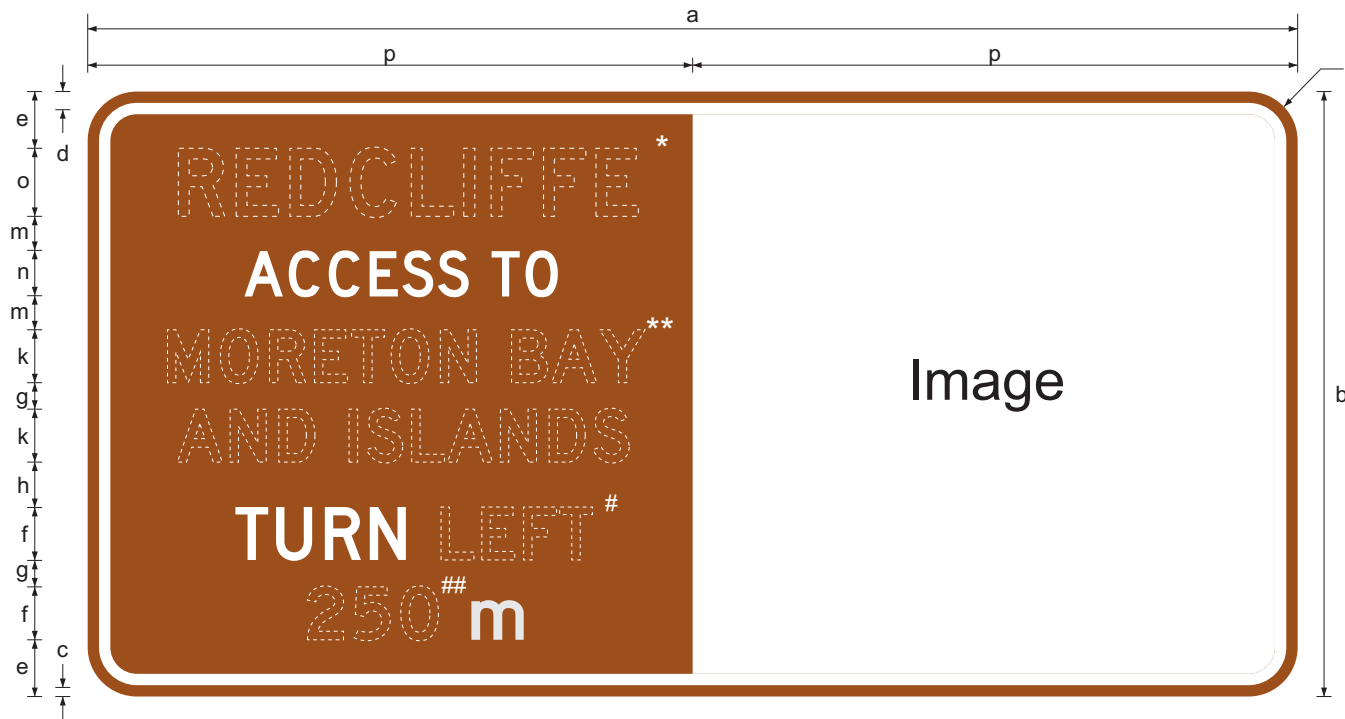 a
p p
e
d
o
REDCLIFFE *
m
n
ACCESS TO
m
k
MORETON BAY **
g
k
AND ISLANDS
h
f
TURN LEFT #
g
f
250 ## m
c
e
Image
b